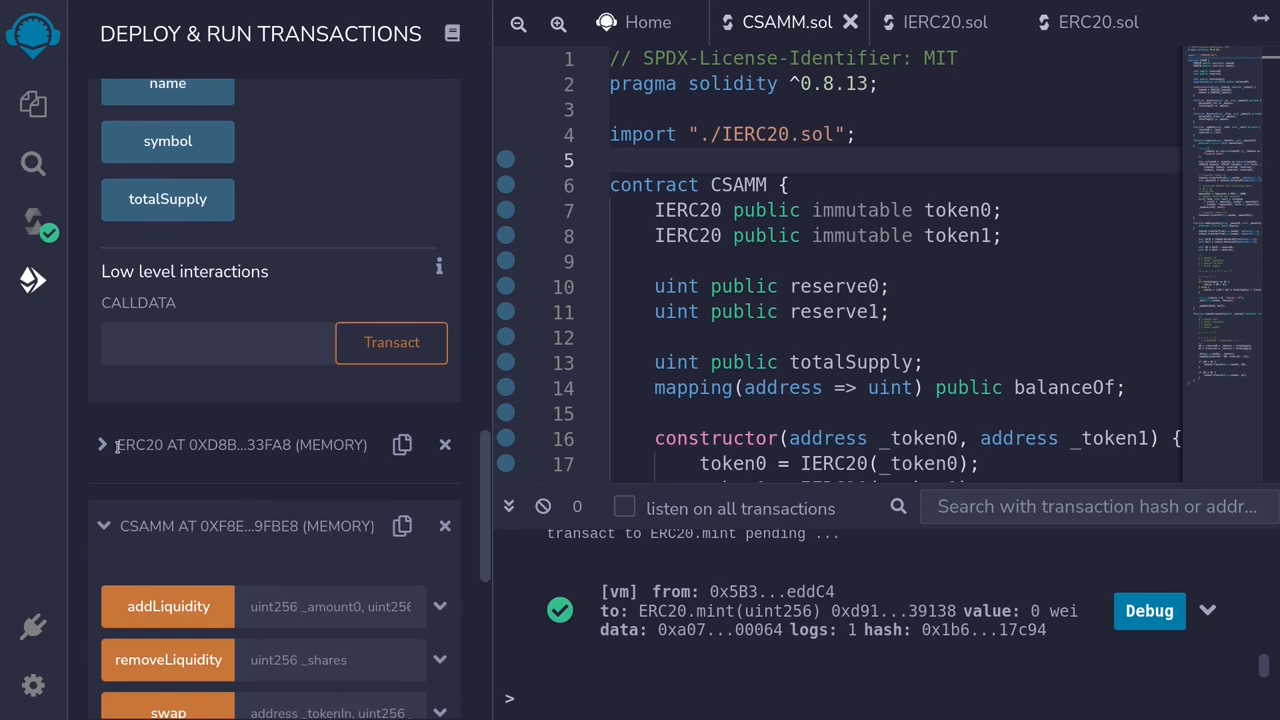 DEPLOY & RUN TRANSACTIONS
name
symbol
totalSupply
Low level interactions
i
CALLDATA
Transact
ERC20 AT 0XD8B...33FA8 (MEMORY)
CSAMM AT 0XF8E...9FBE8 (MEMORY)
addLiquidity
uint256 _amount0, uint256
removeLiquidity
uint256 _shares
swap
address _tokenIn, uint256
Home
CSAMM.sol
IERC20.sol
ERC20.sol
1 // SPDX-License-Identifier: MIT
2 pragma solidity ^0.8.13;
3
4 import "./IERC20.sol";
5
6 contract CSAMM {
7 IERC20 public immutable token0;
8 IERC20 public immutable token1;
9
10 uint public reserve0;
11 uint public reserve1;
12
13 uint public totalSupply;
14 mapping(address => uint) public balanceOf;
15
16 constructor(address _token0, address _token1) {
17 token0 = IERC20(_token0);
0
listen on all transactions
Search with transaction hash or addr...
transact to ERC20.mint pending ...
[vm] from: 0x5B3...eddC4
to: ERC20.mint(uint256) 0xd91...39138 value: 0 wei
data: 0xa07...00064 logs: 1 hash: 0x1b6...17c94
Debug
>